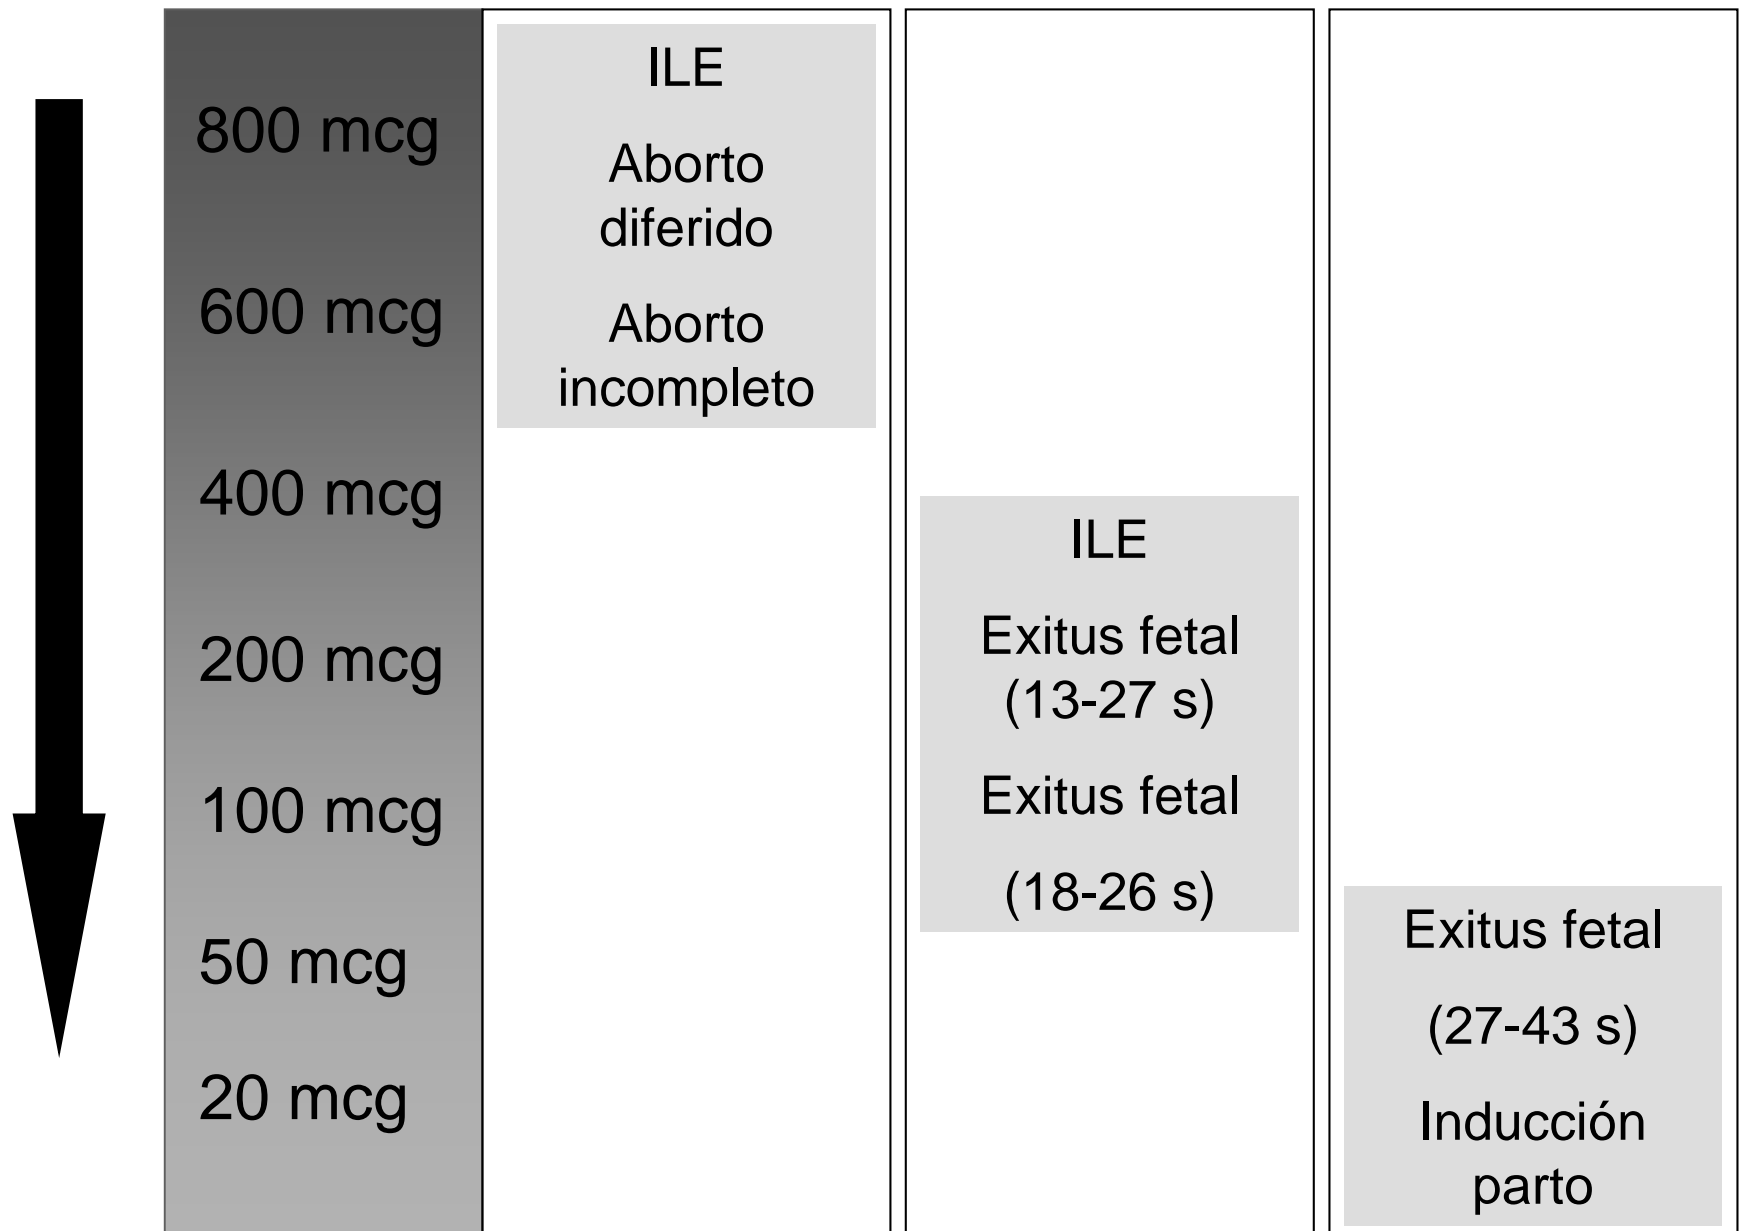 800 mcg
600 mcg
400 mcg
200 mcg
100 mcg
50 mcg
20 mcg
ILE
Aborto
diferido
Aborto
incompleto
ILE
Exitus fetal
(13-27 s)
Exitus fetal
(18-26 s)
Exitus fetal
(27-43 s)
Inducción
parto